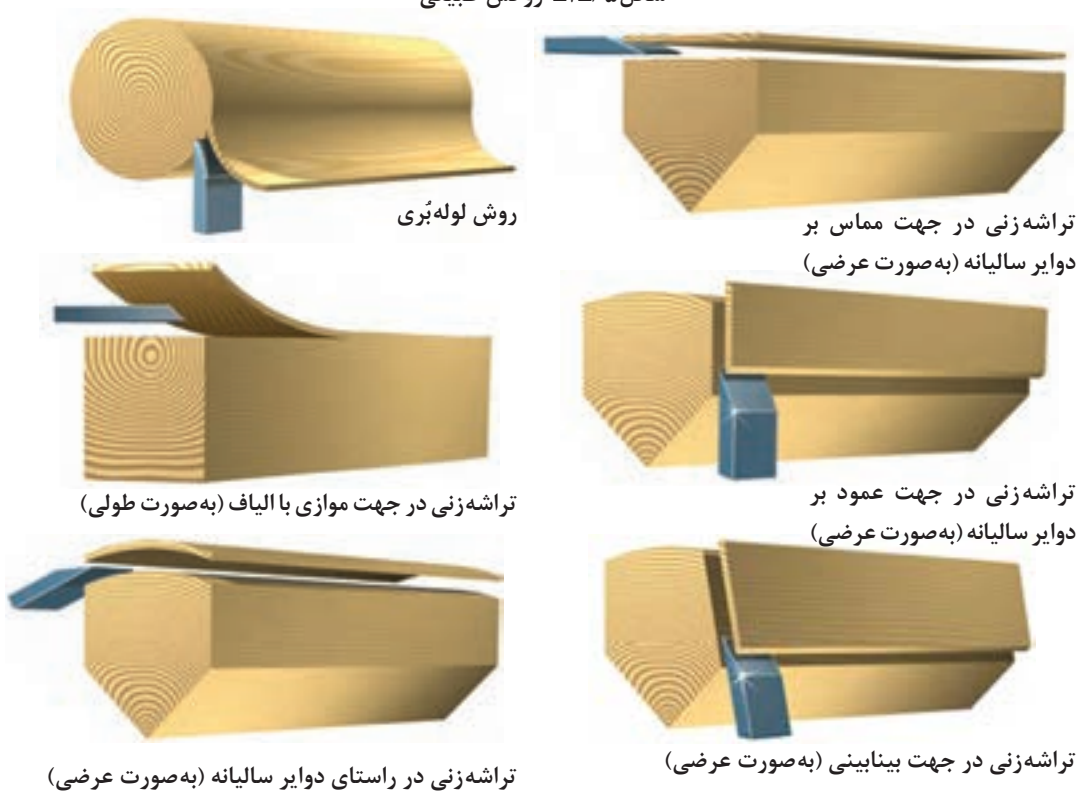 تراشه‌زنی در جهت مماس بر
دوایر سالیانه (به‌صورت عرضی)
روش لوله‌بُری
تراشه‌زنی در جهت عمود بر
دوایر سالیانه (به‌صورت عرضی)
تراشه‌زنی در جهت موازی با الیاف (به‌صورت طولی)
تراشه‌زنی در جهت بینابینی (به‌صورت عرضی)
تراشه‌زنی در راستای دوایر سالیانه (به‌صورت عرضی)